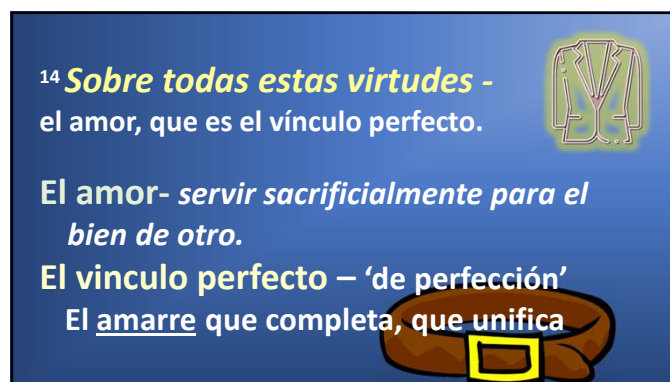 14 Sobre todas estas virtudes -
el amor, que es el vínculo perfecto.
El amor- servir sacrificialmente para el
bien de otro.
El vinculo perfecto – ‘de perfección’
El amarre que completa, que unifica